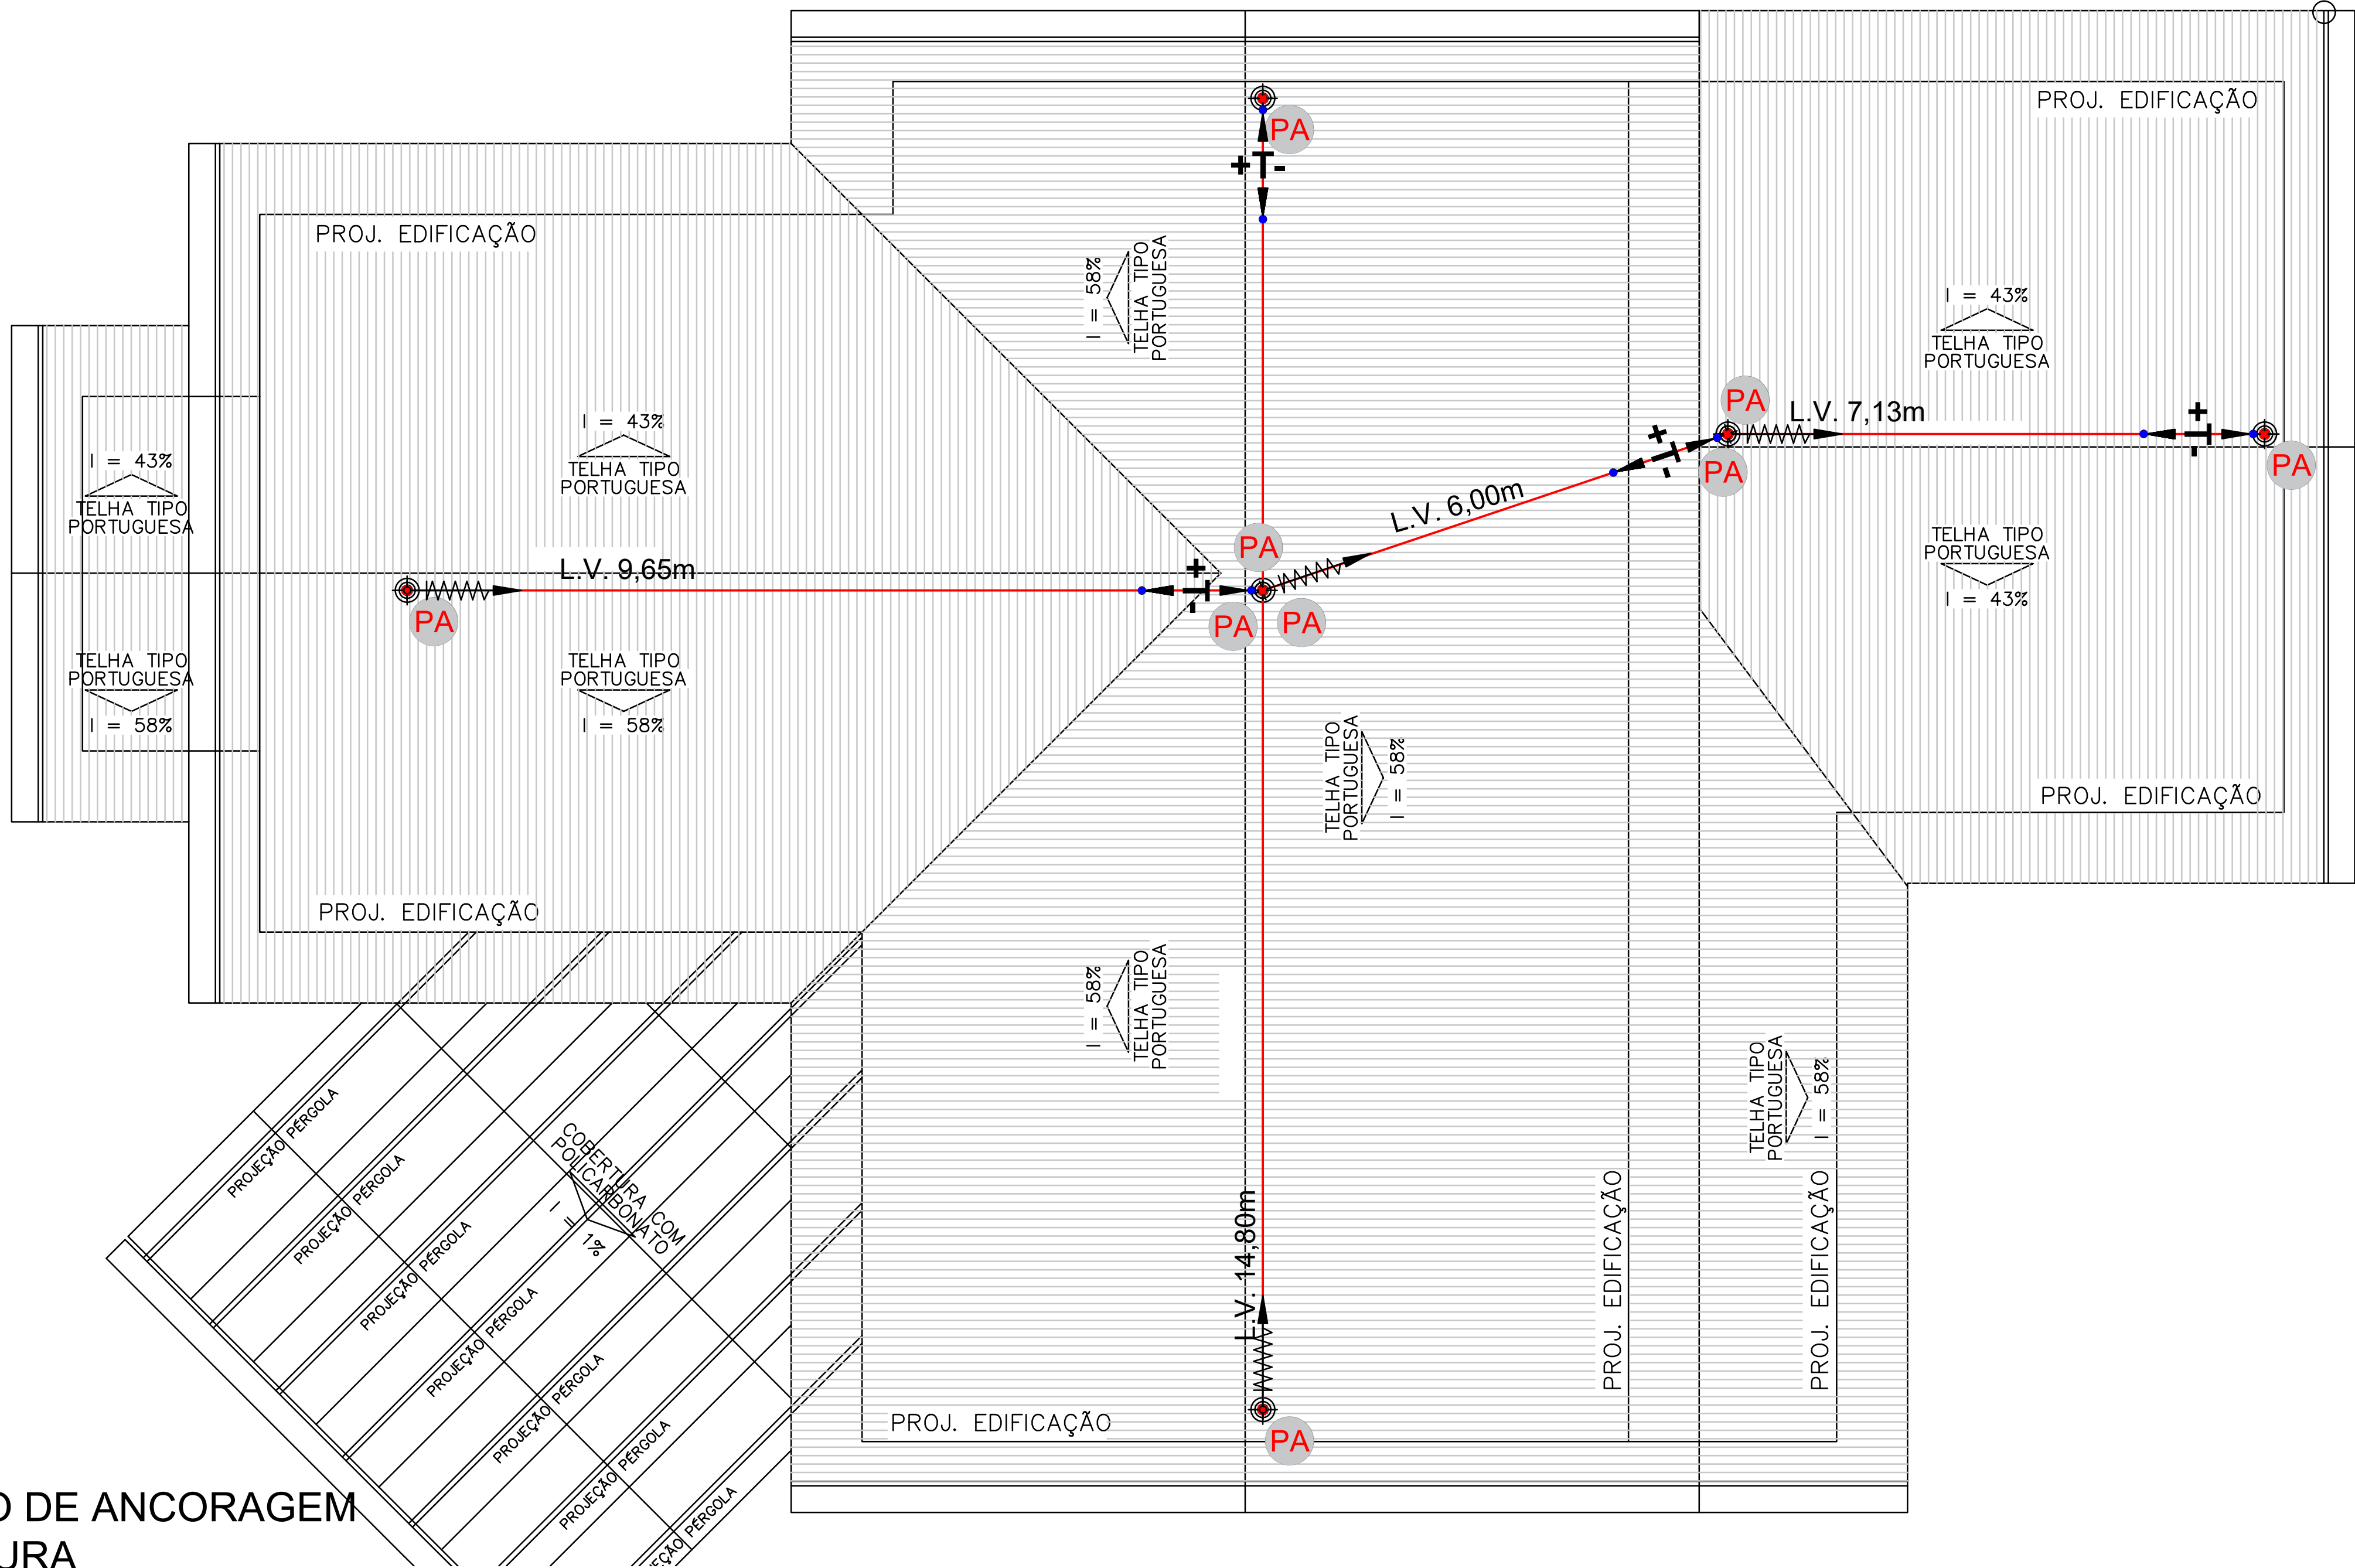 PROJ. EDIFICAÇÃO
PA
+ T -
PROJ. EDIFICAÇÃO
I = 58%
TELHA TIPO
PORTUGUESA
I = 43%
TELHA TIPO
PORTUGUESA
PA
L.V. 7,13m
+ T -
PA
PA
+ T -
I = 43%
TELHA TIPO
PORTUGUESA
I = 43%
TELHA TIPO
PORTUGUESA
L.V. 6,00m
PA
L.V. 9,65m
+ T -
PA
PA
PA
TELHA TIPO
PORTUGUESA
I = 43%
TELHA TIPO
PORTUGUESA
I = 58%
TELHA TIPO
PORTUGUESA
I = 58%
TELHA TIPO
PORTUGUESA
I = 58%
PROJ. EDIFICAÇÃO
PROJ. EDIFICAÇÃO
I = 58%
TELHA TIPO
PORTUGUESA
TELHA TIPO
PORTUGUESA
I = 58%
PROJEÇÃO PÉRGOLA
PROJEÇÃO PÉRGOLA
PROJEÇÃO PÉRGOLA
PROJEÇÃO PÉRGOLA
PROJEÇÃO PÉRGOLA
PROJEÇÃO PÉRGOLA
EÇÃO PÉRGOLA
COBERTURA COM
POLICARBONATO
I = 1%
L.V. 14,80m
PROJ. EDIFICAÇÃO
PROJ. EDIFICAÇÃO
PROJ. EDIFICAÇÃO
PA
O DE ANCORAGEM
URA